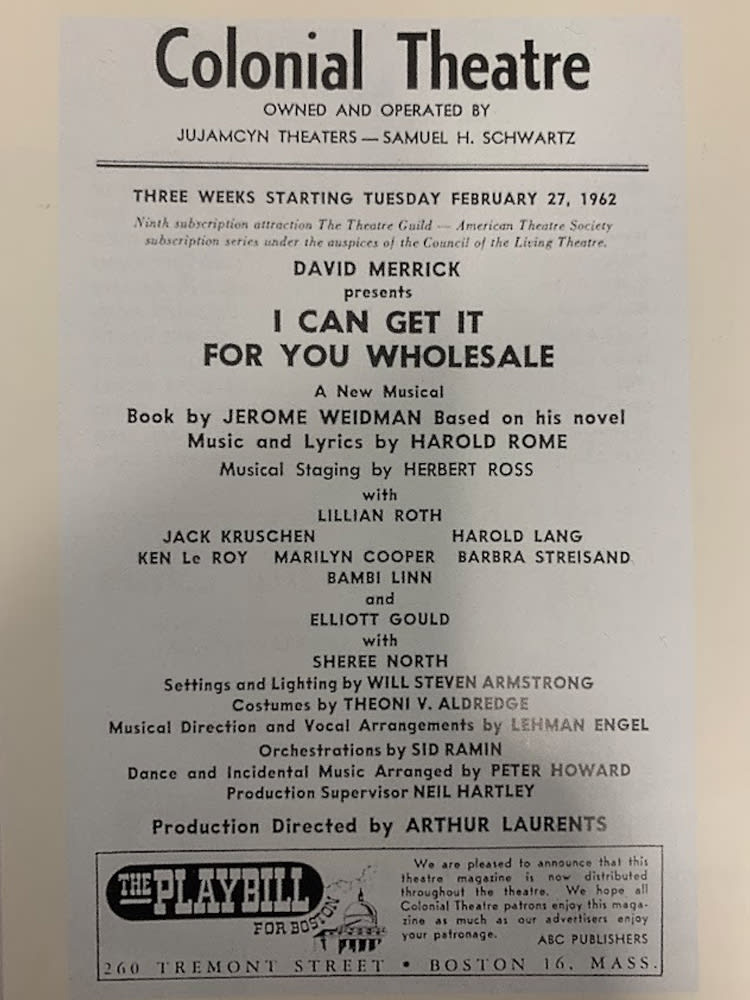 Colonial Theatre
OWNED AND OPERATED BY
JUJAMCYN THEATERS — SAMUEL H. SCHWARTZ
THREE WEEKS STARTING TUESDAY FEBRUARY 27, 1962
Ninth subscription attraction The Theatre Guild — American Theatre Society
subscription series under the auspices of the Council of the Living Theatre.
DAVID MERRICK
presents
I CAN GET IT
FOR YOU WHOLESALE
A New Musical
Book by JEROME WEIDMAN Based on his novel
Music and Lyrics by HAROLD ROME
Musical Staging by HERBERT ROSS
with
LILLIAN ROTH
JACK KRUSCHEN HAROLD LANG
KEN Le ROY MARILYN COOPER BARBRA STREISAND
BAMBI LINN
and
ELLIOTT GOULD
with
SHEREE NORTH
Settings and Lighting by WILL STEVEN ARMSTRONG
Costumes by THEONI V. ALDREDGE
Musical Direction and Vocal Arrangements by LEHMAN ENGEL
Orchestrations by SID RAMIN
Dance and Incidental Music Arranged by PETER HOWARD
Production Supervisor NEIL HARTLEY
Production Directed by ARTHUR LAURENTS
THE PLAYBILL
FOR BOSTON
We are pleased to announce that this
theatre magazine is now distributed
throughout the theatre. We hope all
Colonial Theatre patrons enjoy this maga-
zine as much as our advertisers enjoy
your patronage. ABC PUBLISHERS
260 TREMONT STREET • BOSTON 16, MASS.